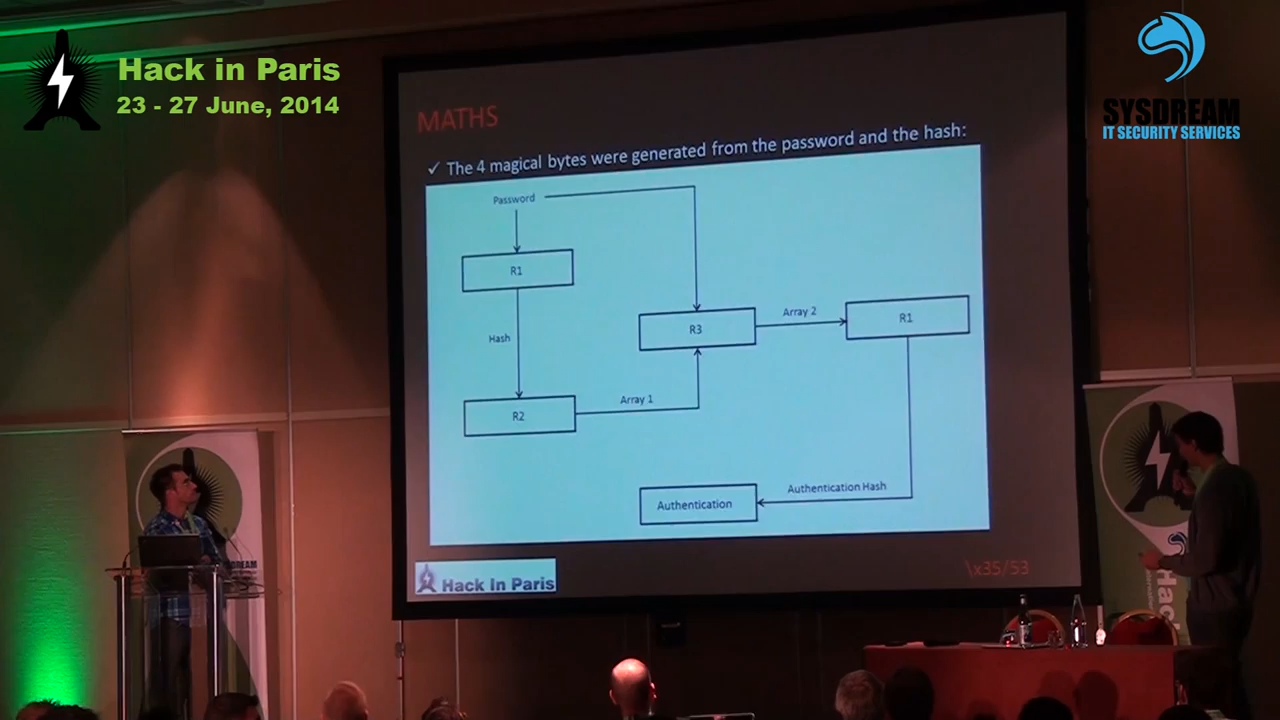 Hack in Paris
23 - 27 June, 2014
SYSDREAM
IT SECURITY SERVICES
MATHS
✓ The 4 magical bytes were generated from the password and the hash:
Password
R1
Hash
R2
Array 1
R3
Array 2
R1
Authentication Hash
Authentication
Hack In Paris
\x35/53